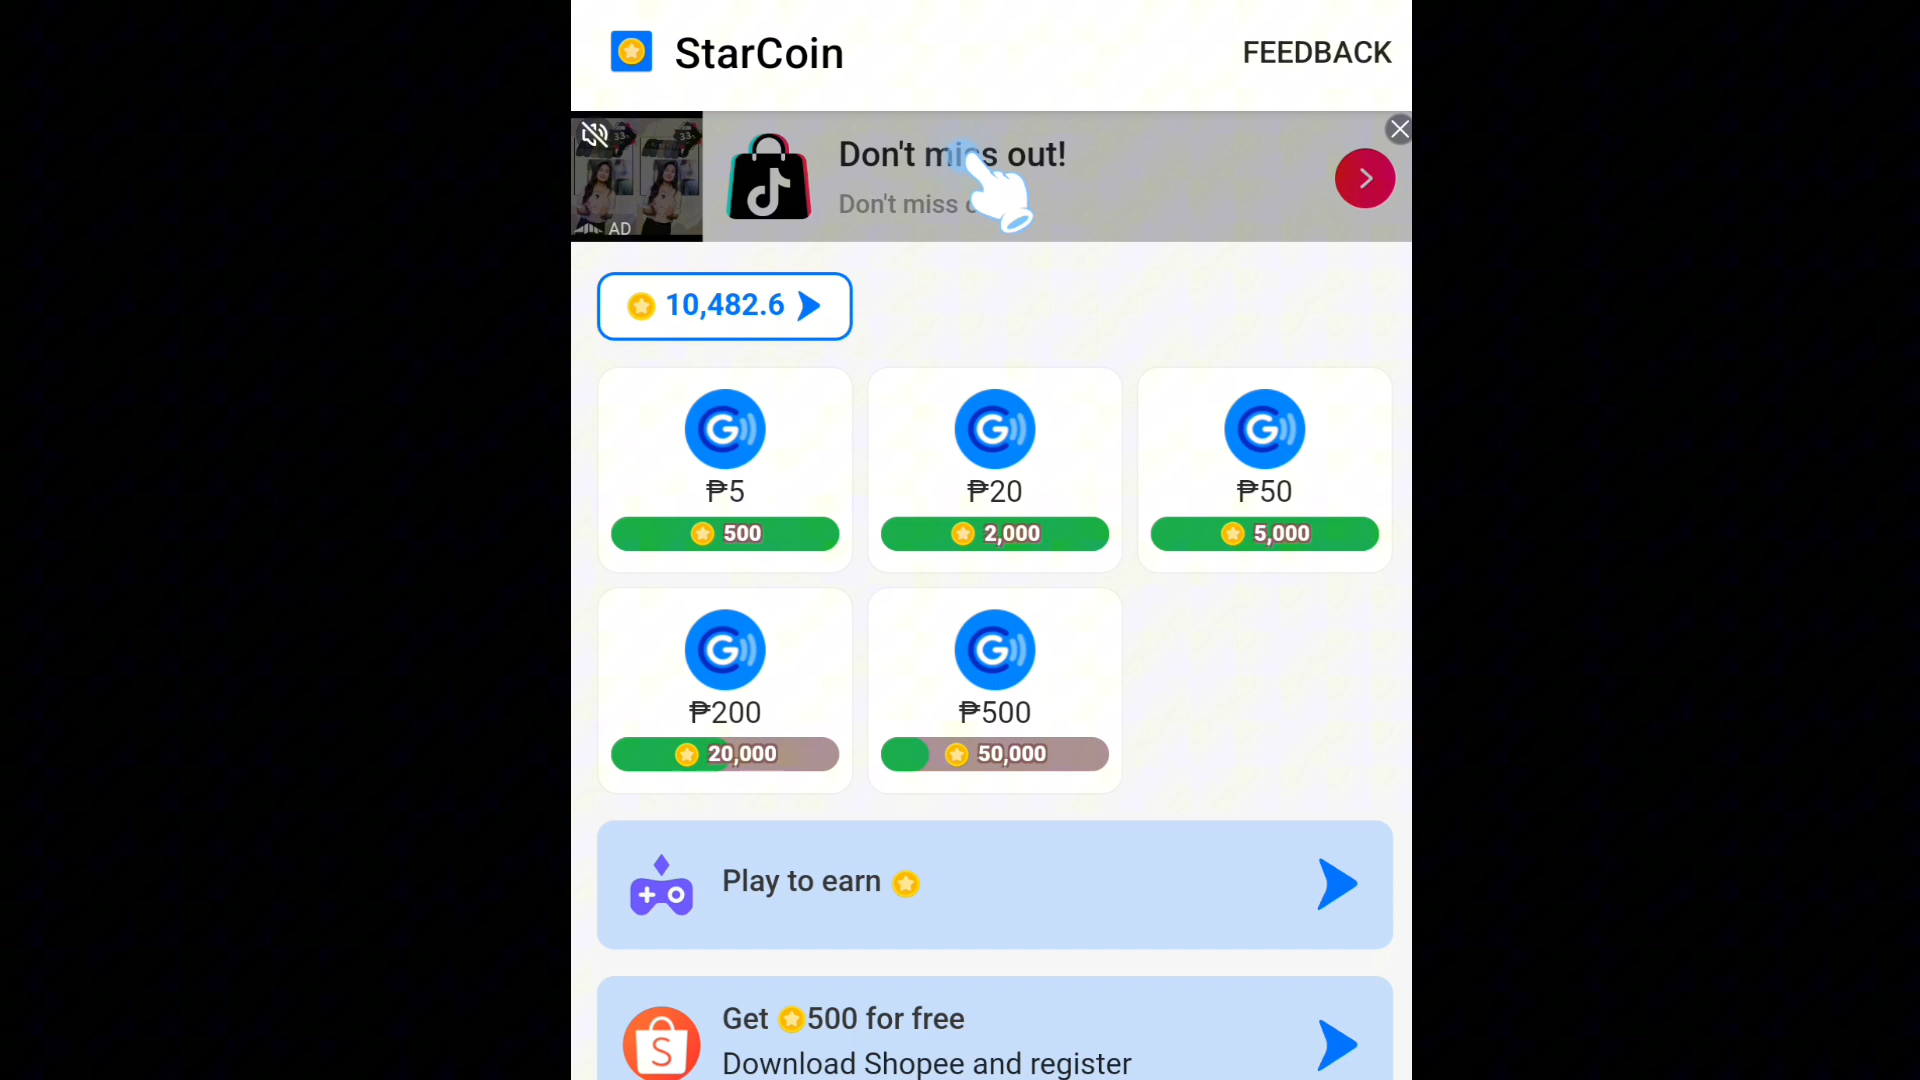 StarCoin
FEEDBACK
AD
Don't miss out!
Don't miss
10,482.6
₱5
500
₱20
2,000
₱50
5,000
₱200
20,000
₱500
50,000
Play to earn
Get 500 for free
Download Shopee and register